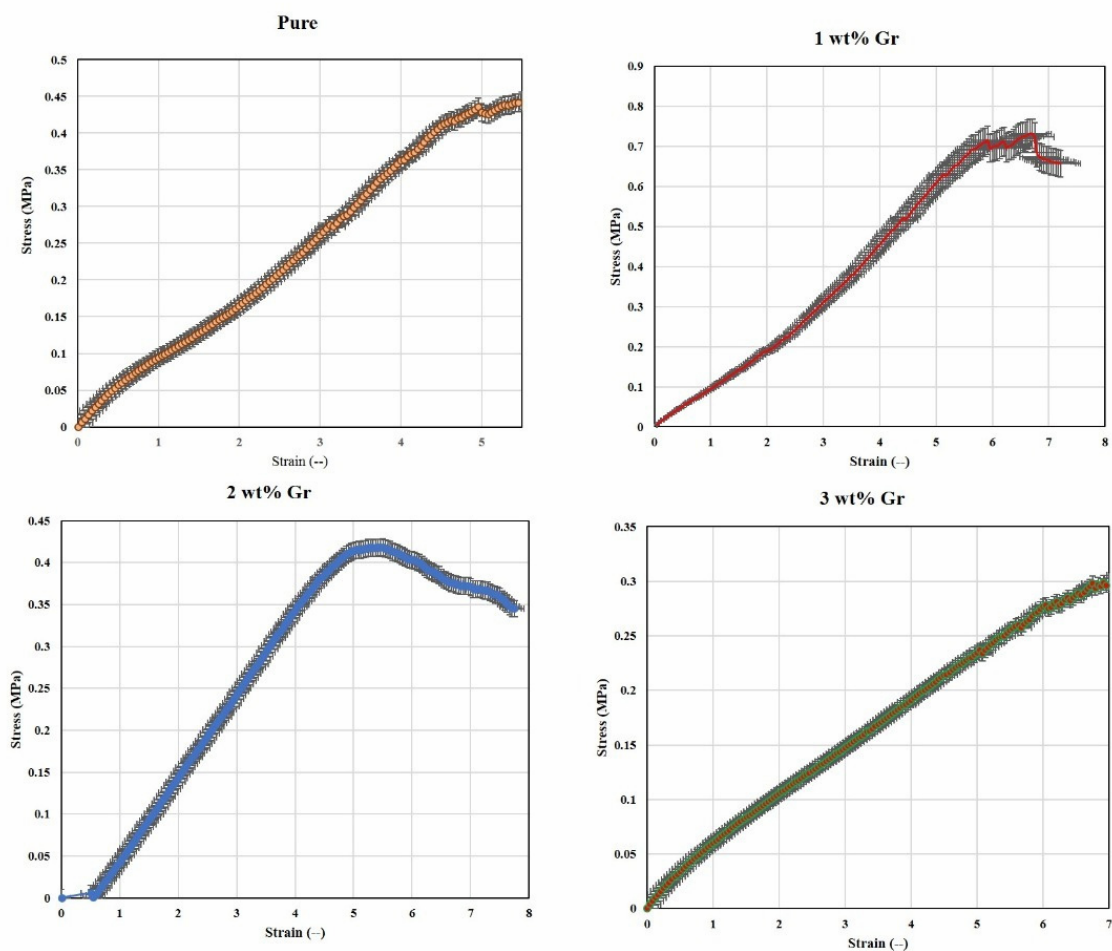 Pure
Stress (MPa)
0.5
0.45
0.4
0.35
0.3
0.25
0.2
0.15
0.1
0.05
0
0 1 2 3 4 5
Strain (--)
1 wt% Gr
Stress (MPa)
0.9
0.8
0.7
0.6
0.5
0.4
0.3
0.2
0.1
0
0 1 2 3 4 5 6 7 8
Strain (--)
2 wt% Gr
Stress (MPa)
0.45
0.4
0.35
0.3
0.25
0.2
0.15
0.1
0.05
0
0 1 2 3 4 5 6 7 8
Strain (--)
3 wt% Gr
Stress (MPa)
0.35
0.3
0.25
0.2
0.15
0.1
0.05
0
0 1 2 3 4 5 6 7
Strain (--)